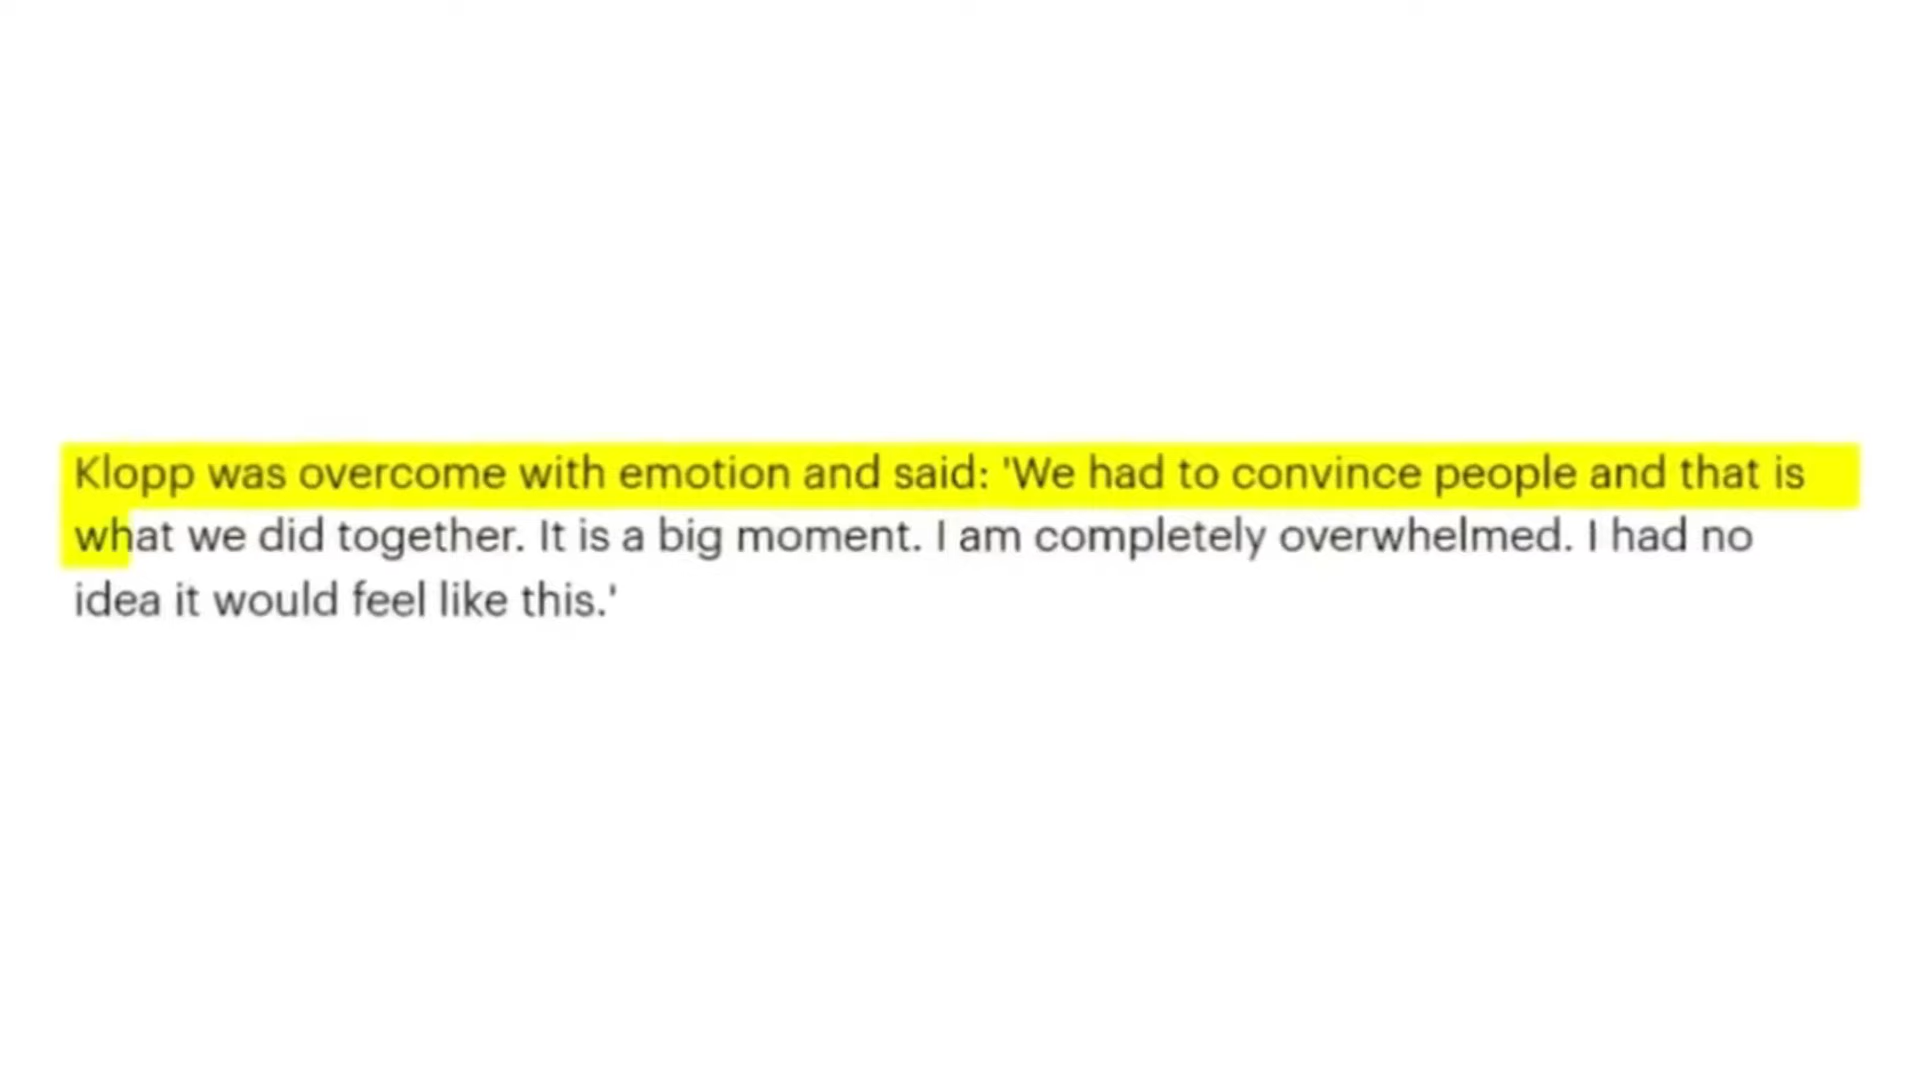 Klopp was overcome with emotion and said: 'We had to convince people and that is
what we did together. It is a big moment. I am completely overwhelmed. I had no
idea it would feel like this.'